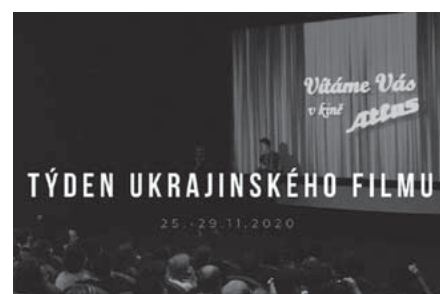 Vítáme Vás
v kině Atlas
TÝDEN UKRAJINSKÉHO FILMU
25.-29.11.2020